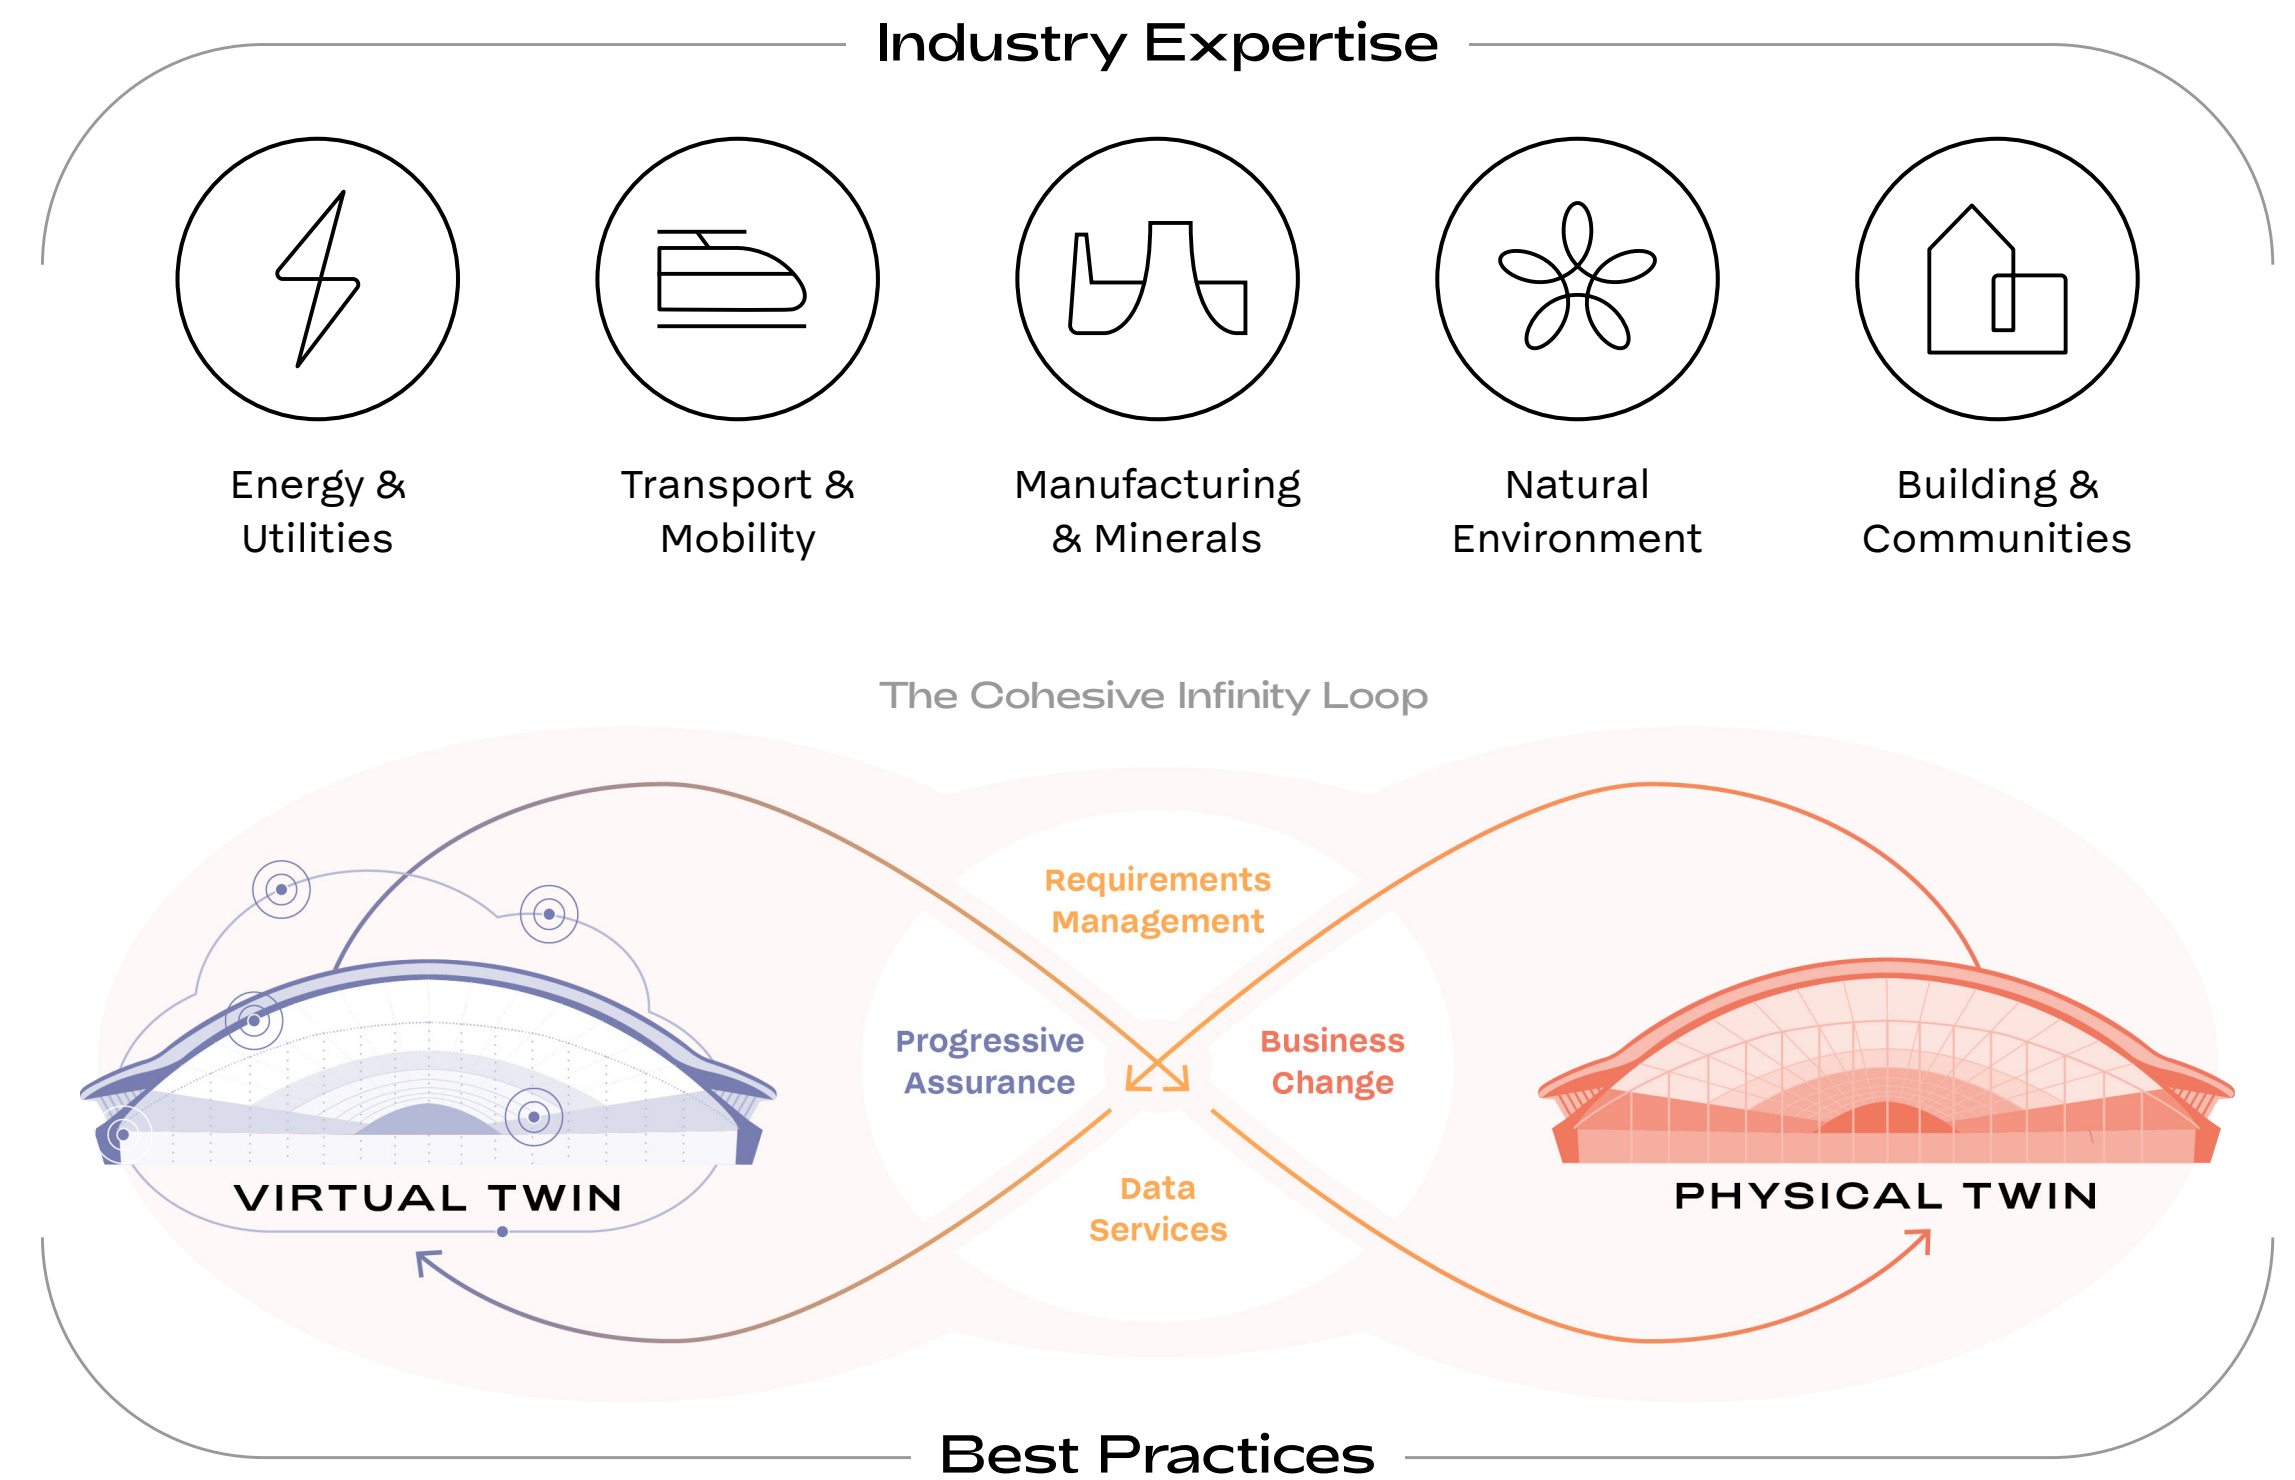 Industry Expertise
Energy &
Utilities
Transport &
Mobility
Manufacturing
& Minerals
Natural
Environment
Building &
Communities
The Cohesive Infinity Loop
Requirements
Management
Progressive
Assurance
Business
Change
Data
Services
VIRTUAL TWIN
PHYSICAL TWIN
Best Practices